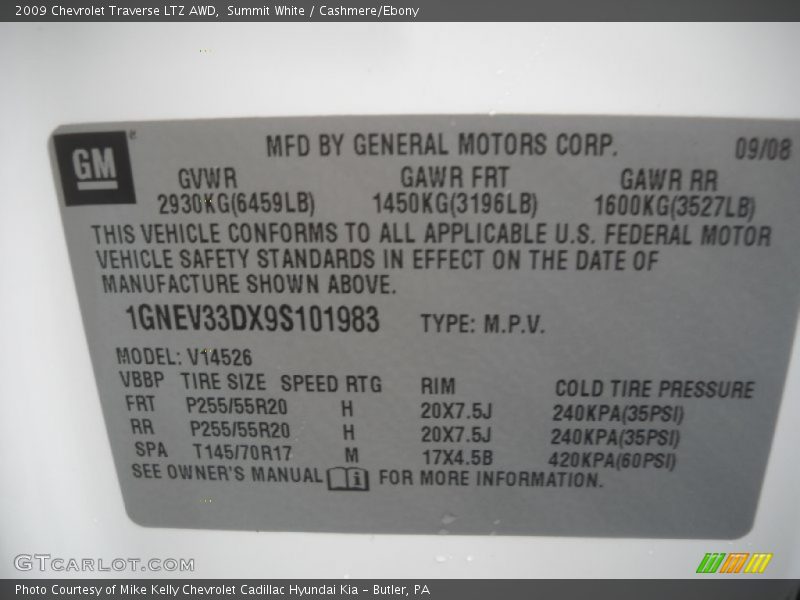 2009 Chevrolet Traverse LTZ AWD, Summit White / Cashmere/Ebony
GM®
MFD BY GENERAL MOTORS CORP. 09/08
GVWR GAWR FRT GAWR RR
2930KG(6459LB) 1450KG(3196LB) 1600KG(3527LB)
THIS VEHICLE CONFORMS TO ALL APPLICABLE U.S. FEDERAL MOTOR
VEHICLE SAFETY STANDARDS IN EFFECT ON THE DATE OF
MANUFACTURE SHOWN ABOVE.
1GNEV33DX9S101983 TYPE: M.P.V.
MODEL: V14526
VBBP TIRE SIZE SPEED RTG RIM COLD TIRE PRESSURE
FRT P255/55R20 H 20X7.5J 240KPA(35PSI)
RR P255/55R20 H 20X7.5J 240KPA(35PSI)
SPA T145/70R17 M 17X4.5B 420KPA(60PSI)
SEE OWNER'S MANUAL i FOR MORE INFORMATION.
GTCARLOT.COM
Photo Courtesy of Mike Kelly Chevrolet Cadillac Hyundai Kia - Butler, PA